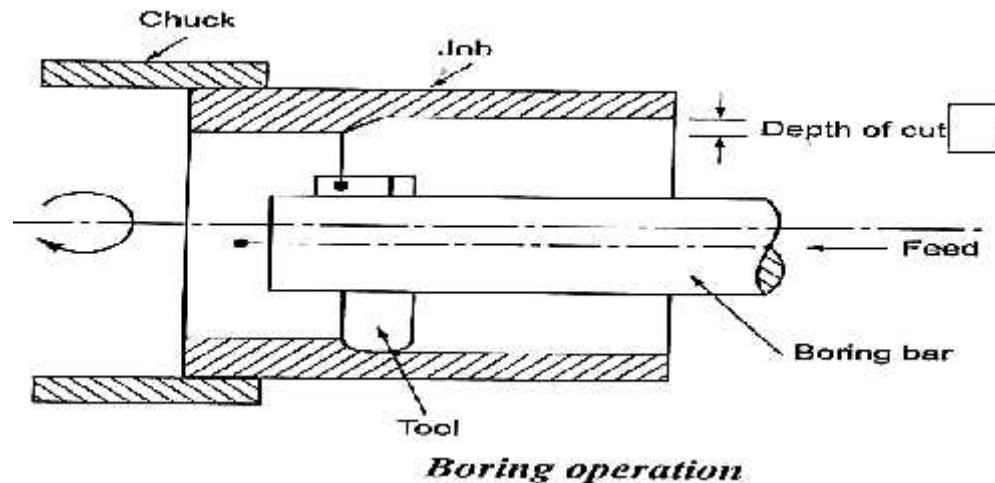 Chuck
Job
Depth of cut
Feed
Boring bar
Tool
Boring operation